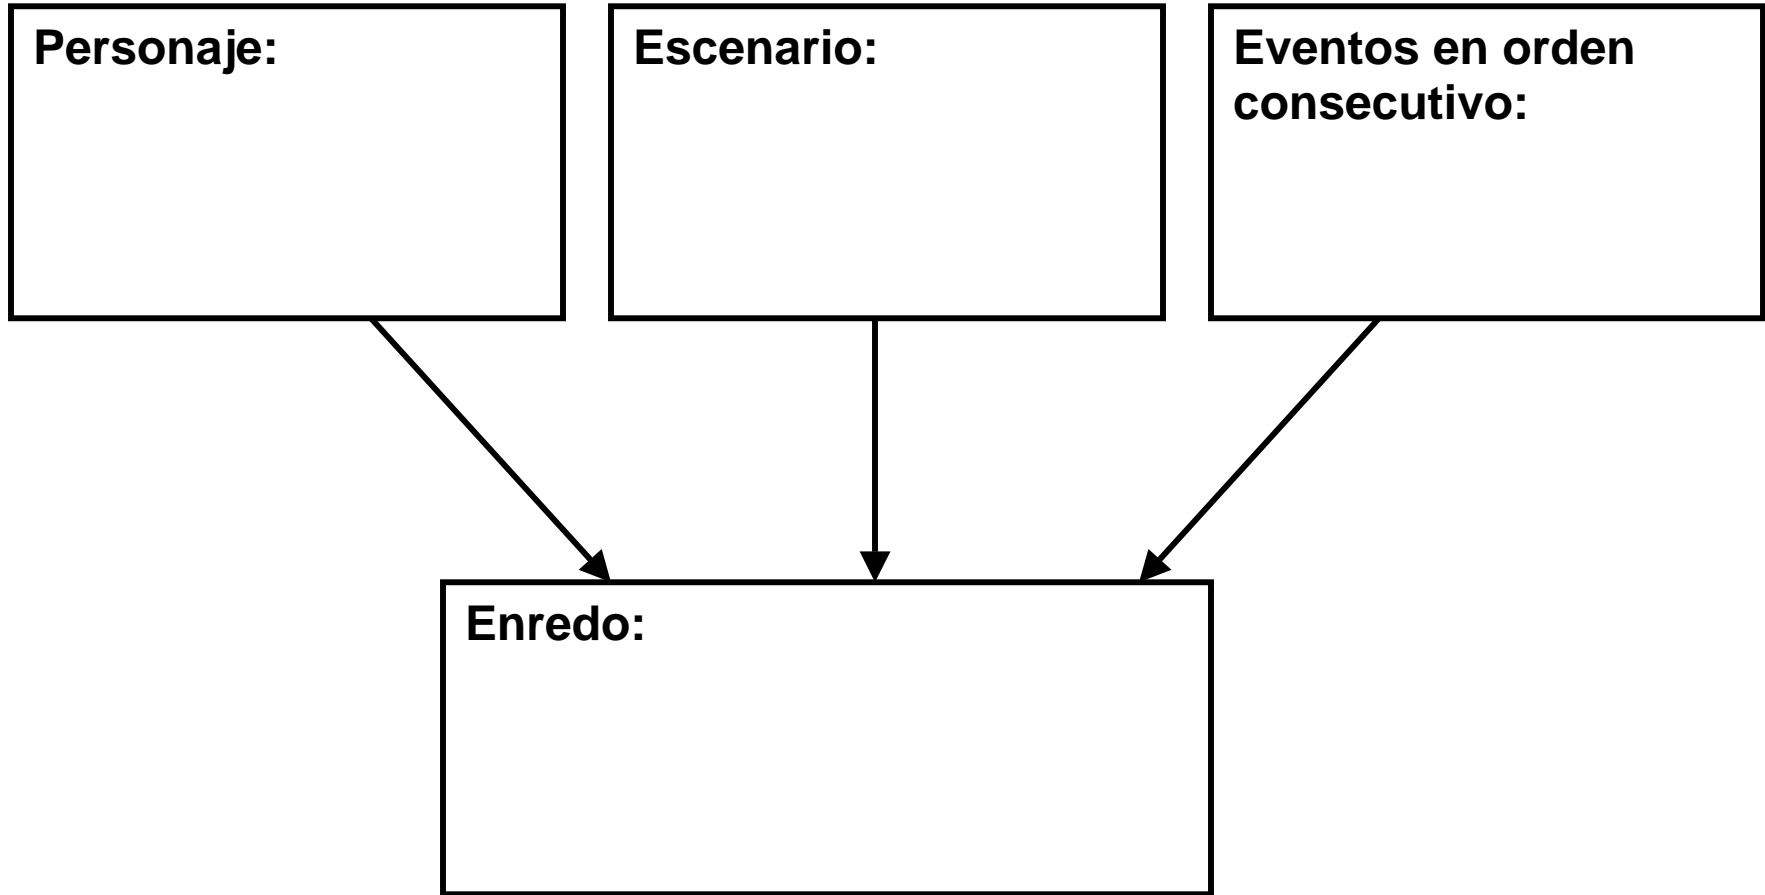 Personaje:
Escenario:
Eventos en orden
consecutivo:
Enredo: